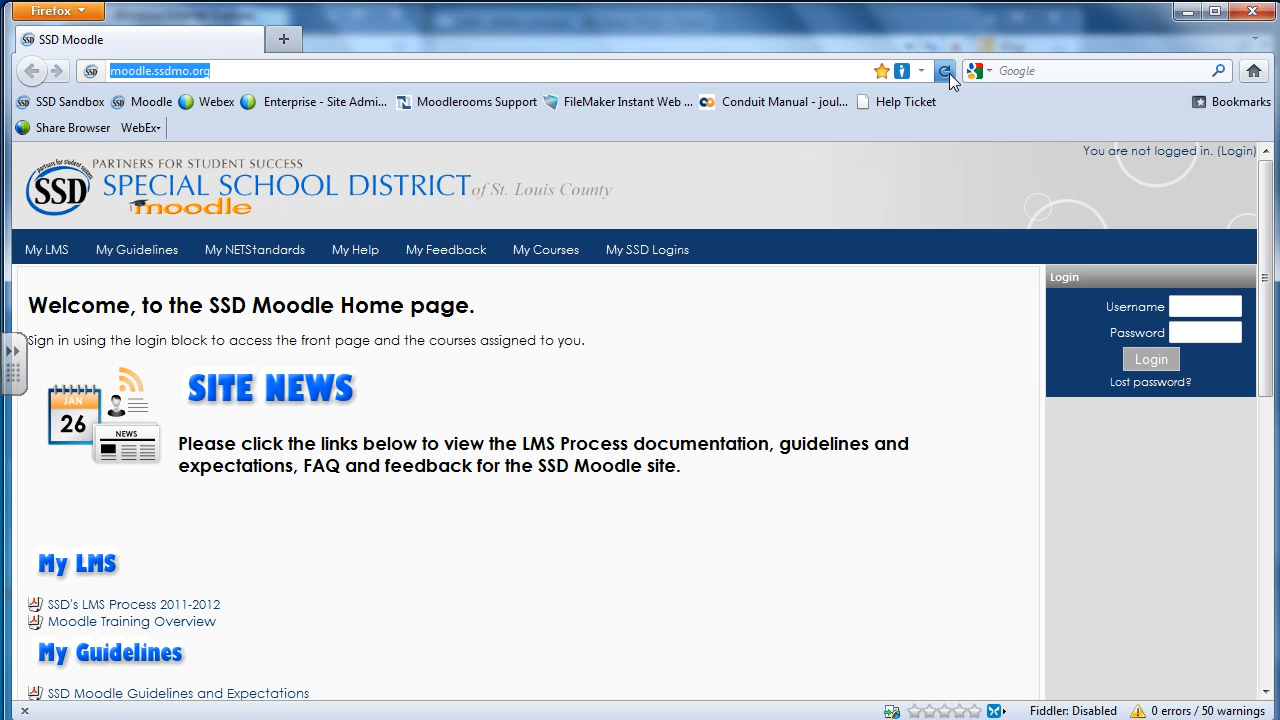 Firefox
SSD Moodle
moodle.ssdmo.org
Google
SSD Sandbox Moodle Webex Enterprise - Site Admi... Moodlerooms Support FileMaker Instant Web ... Conduit Manual - joul... Help Ticket Bookmarks
Share Browser WebEx
You are not logged in. (Login)
PARTNERS FOR STUDENT SUCCESS
SSD SPECIAL SCHOOL DISTRICT of St. Louis County
moodle
My LMS My Guidelines My NETStandards My Help My Feedback My Courses My SSD Logins
Login
Username
Password
Login
Lost password?
Welcome, to the SSD Moodle Home page.
Sign in using the login block to access the front page and the courses assigned to you.
JAN
26
NEWS
SITE NEWS
Please click the links below to view the LMS Process documentation, guidelines and
expectations, FAQ and feedback for the SSD Moodle site.
My LMS
SSD's LMS Process 2011-2012
Moodle Training Overview
My Guidelines
SSD Moodle Guidelines and Expectations
x Fiddler: Disabled 0 errors / 50 warnings